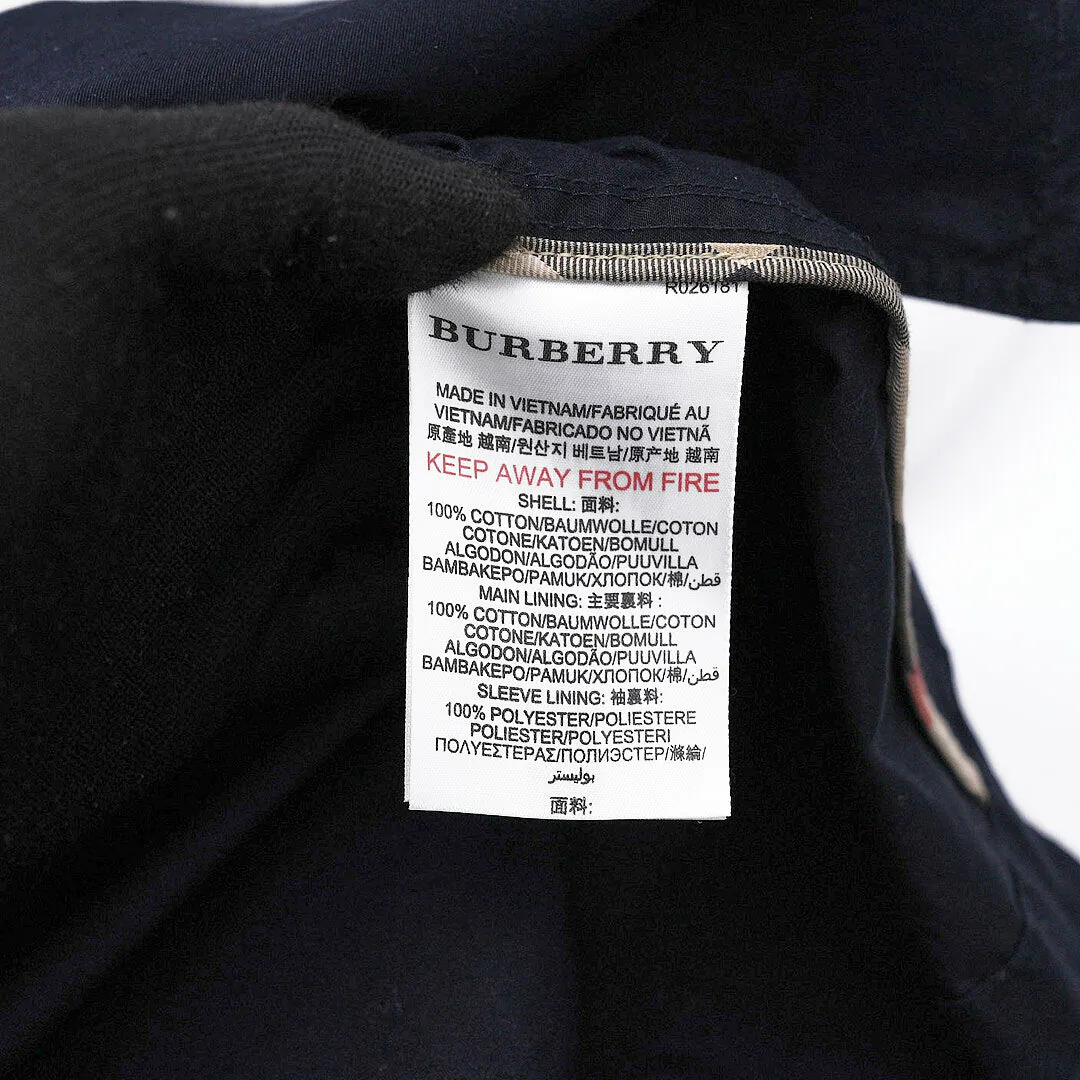 R026181
BURBERRY
MADE IN VIETNAM/FABRIQUÉ AU
VIETNAM/FABRICADO NO VIETNÃ
原產地 越南/원산지 베트남/原产地 越南
KEEP AWAY FROM FIRE
SHELL: 面料:
100% COTTON/BAUMWOLLE/COTON
COTONE/KATOEN/BOMULL
ALGODON/ALGODÃO/PUUVILLA
ΒΑΜΒΑΚΕΡΟ/PAMUK/ХЛОПОК/棉/قطن
MAIN LINING: 主要裏料 :
100% COTTON/BAUMWOLLE/COTON
COTONE/KATOEN/BOMULL
ALGODON/ALGODÃO/PUUVILLA
ΒΑΜΒΑΚΕΡΟ/PAMUK/ХЛОПОК/棉/قطن
SLEEVE LINING: 袖裏料:
100% POLYESTER/POLIESTERE
POLYESTER/POLYESTERI
ΠΟΛΥΕΣΤΕΡΑΣ/ПОЛИЭСТЕР/滌綸/
بوليستر
面料: